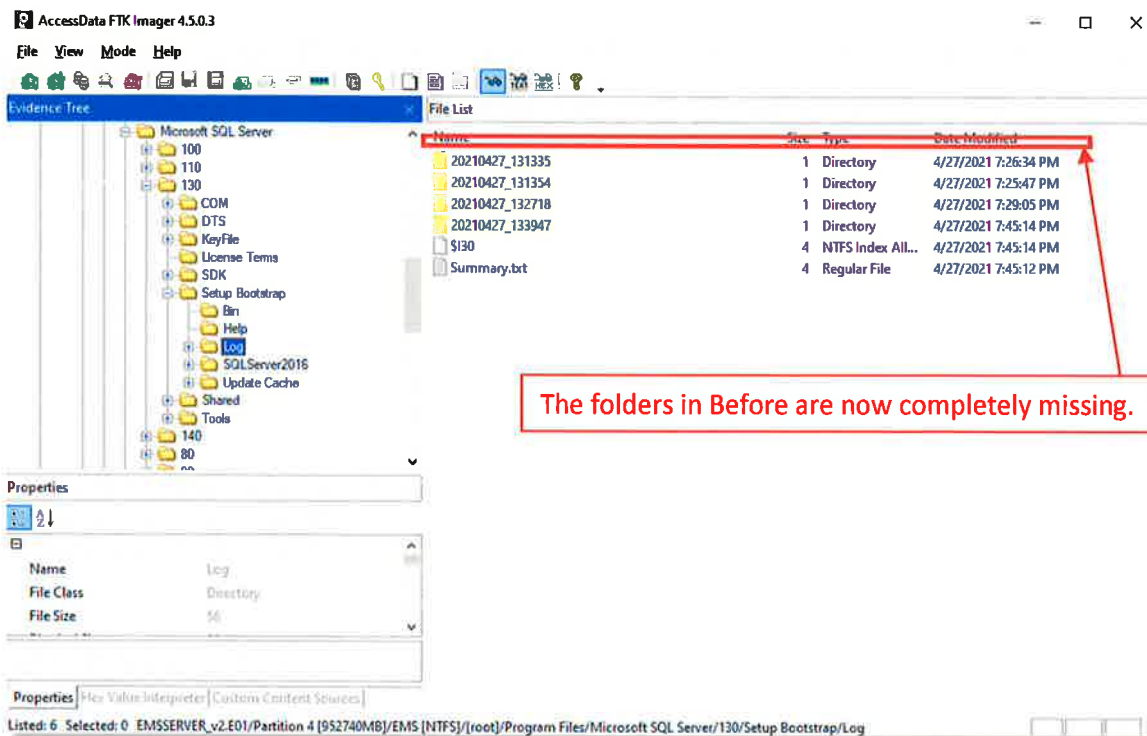 AccessData FTK Imager 4.5.0.3
File View Mode Help
Evidence Tree
File List
Microsoft SQL Server
100
110
130
COM
DTS
KeyFile
License Terms
SDK
Setup Bootstrap
Bin
Help
Log
SQLServer2016
Update Cache
Shared
Tools
140
80
Name Size Type Date Modified
20210427_131335 1 Directory 4/27/2021 7:26:34 PM
20210427_131354 1 Directory 4/27/2021 7:25:47 PM
20210427_132718 1 Directory 4/27/2021 7:29:05 PM
20210427_133947 1 Directory 4/27/2021 7:45:14 PM
$I30 4 NTFS Index All... 4/27/2021 7:45:14 PM
Summary.txt 4 Regular File 4/27/2021 7:45:12 PM
The folders in Before are now completely missing.
Properties
Name Log
File Class Directory
File Size 56
Properties Hex Value Interpreter Custom Content Sources
Listed: 6 Selected: 0 EMSSERVER_v2.E01/Partition 4 [952740MB]/EMS [NTFS]/[root]/Program Files/Microsoft SQL Server/130/Setup Bootstrap/Log